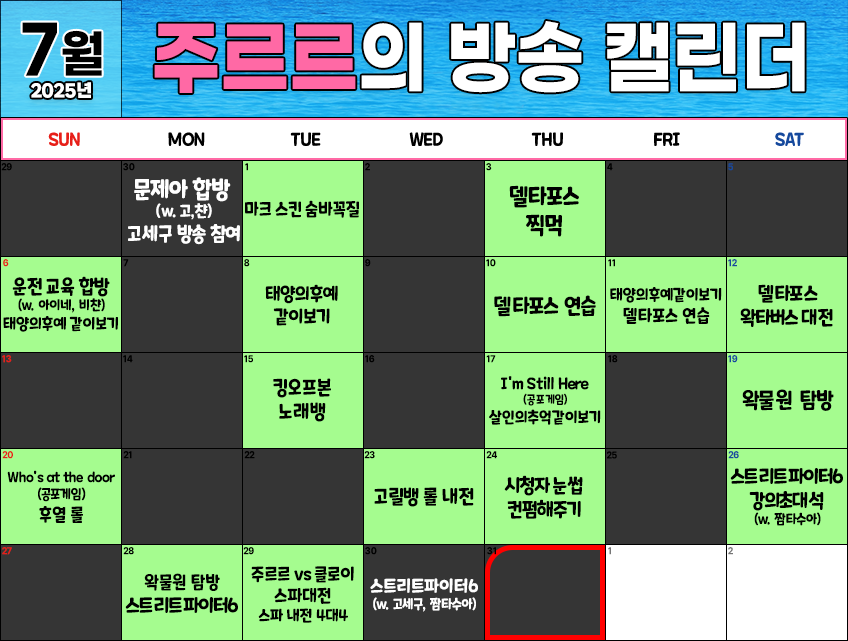 7월
2025년
주르르의 방송 캘린더
SUN MON TUE WED THU FRI SAT
29
30
문제아 합방
(w. 고,챤)
고세구 방송 참여
1
마크 스킨 숨바꼭질
2
3
델타포스
찍먹
4
5
6
운전 교육 합방
(w. 아이네, 비챤)
태양의후예 같이보기
7
8
태양의후예
같이보기
9
10
델타포스 연습
11
태양의후예같이보기
델타포스 연습
12
델타포스
왁타버스 대전
13
14
15
킹오프본
노래뱅
16
17
I'm Still Here
(공포게임)
살인의추억같이보기
18
19
왁물원 탐방
20
Who's at the door
(공포게임)
후열 롤
21
22
23
고릴뱅 롤 내전
24
시청자 눈썹
컨펌해주기
25
26
스트리트파이터6
강의초대석
(w. 짬타수아)
27
28
왁물원 탐방
스트리트파이터6
29
주르르 vs 클로이
스파대전
스파 내전 4대4
30
스트리트파이터6
(w. 고세구, 짬타수아)
31
1
2